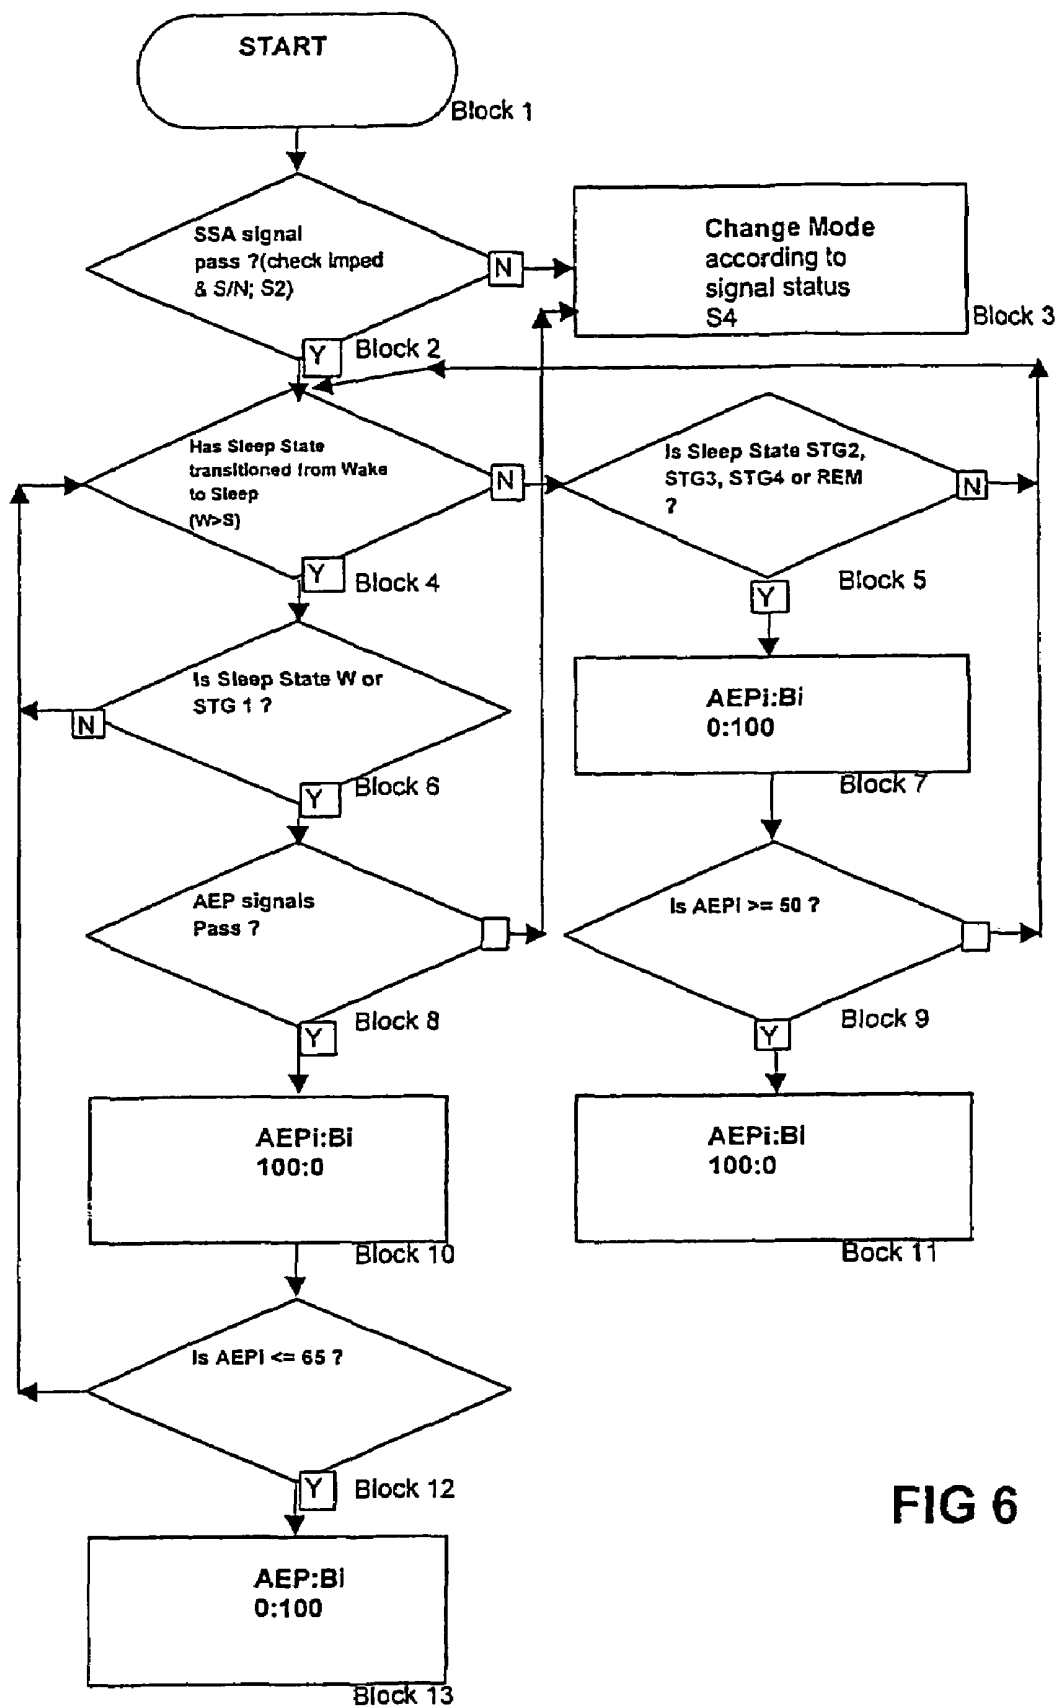 START
Block 1
SSA signal
pass ?(check imped
& S/N; S2)
N
Y
Block 2
Change Mode
according to
signal status
S4
Block 3
Has Sleep State
transitioned from Wake
to Sleep
(W>S)
N
Y
Block 4
Is Sleep State STG2,
STG3, STG4 or REM
?
N
Y
Block 5
Is Sleep State W or
STG 1 ?
N
Y
Block 6
AEPi:Bi
0:100
Block 7
AEP signals
Pass ?
Y
Block 8
Is AEPi >= 50 ?
Y
Block 9
AEPi:Bi
100:0
Block 10
AEPi:Bi
100:0
Bock 11
Is AEPi <= 65 ?
Y
Block 12
AEP:Bi
0:100
Block 13
FIG 6